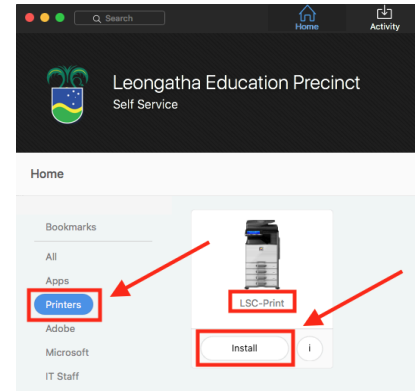 Search
Home
Activity
Leongatha Education Precinct
Self Service
Home
Bookmarks
All
Apps
Printers
Adobe
Microsoft
IT Staff
LSC-Print
Install
i